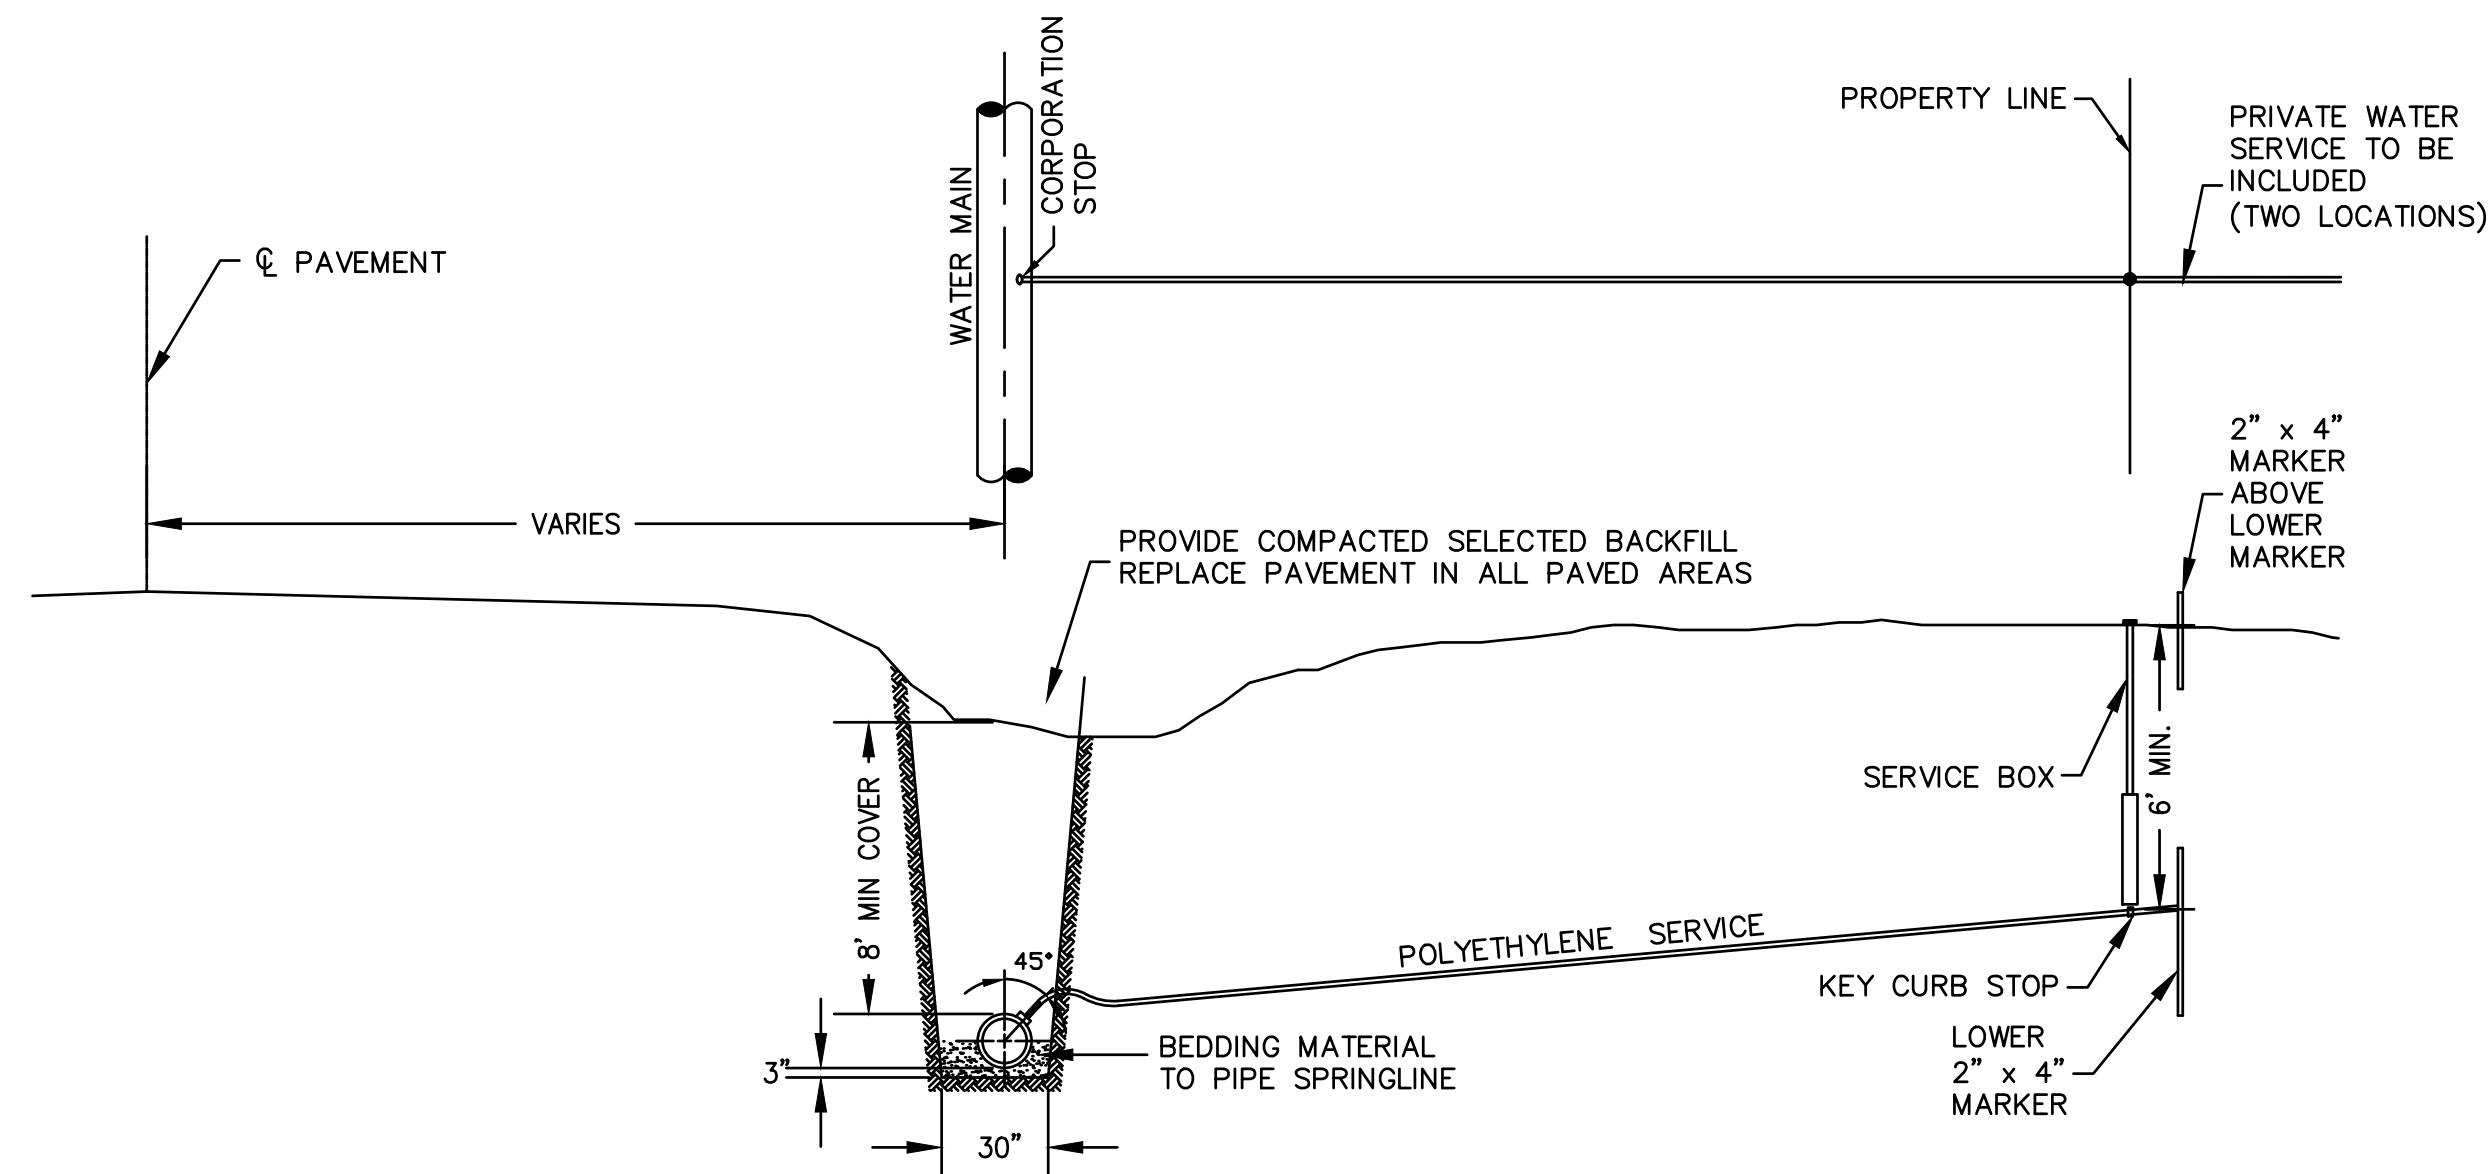 CORPORATION
STOP
WATER MAIN
PROPERTY LINE
PRIVATE WATER
SERVICE TO BE
INCLUDED
(TWO LOCATIONS)
℄ PAVEMENT
2" x 4"
MARKER
ABOVE
LOWER
MARKER
VARIES
PROVIDE COMPACTED SELECTED BACKFILL
REPLACE PAVEMENT IN ALL PAVED AREAS
8' MIN COVER
SERVICE BOX
6' MIN.
45°
POLYETHYLENE SERVICE
KEY CURB STOP
LOWER
2" x 4"
MARKER
BEDDING MATERIAL
TO PIPE SPRINGLINE
3"
30"